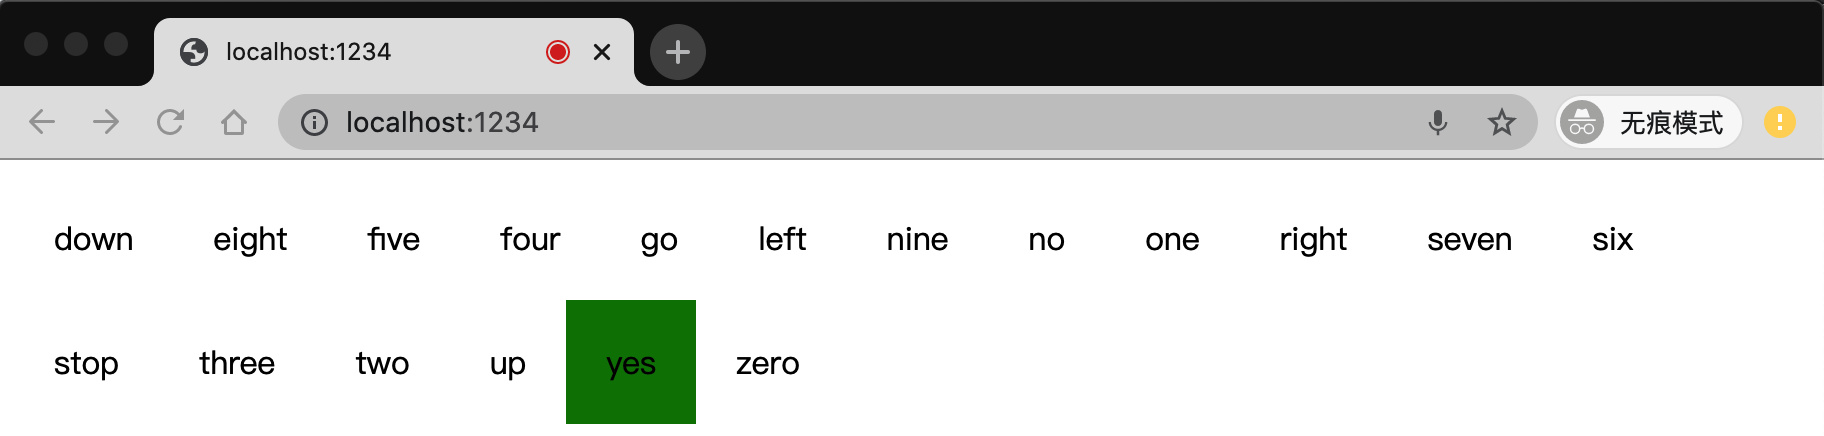 localhost:1234
localhost:1234 无痕模式
down eight five four go left nine no one right seven six
stop three two up yes zero